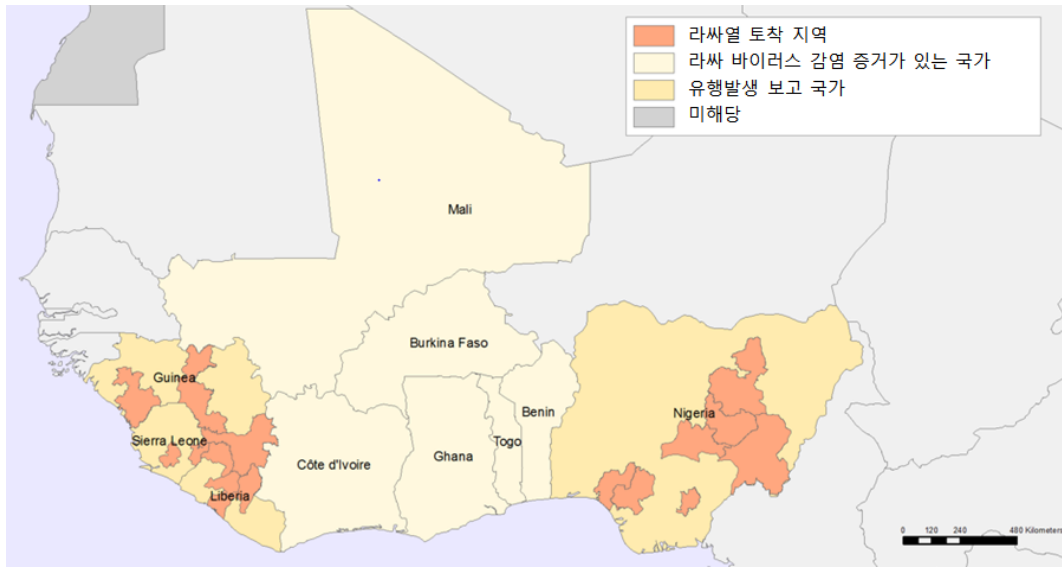 라싸열 토착 지역
라싸 바이러스 감염 증거가 있는 국가
유행발생 보고 국가
미해당
Mali
Burkina Faso
Guinea
Benin
Nigeria
Sierra Leone
Togo
Ghana
Côte d'Ivoire
Liberia
0 120 240 480 Kilometers